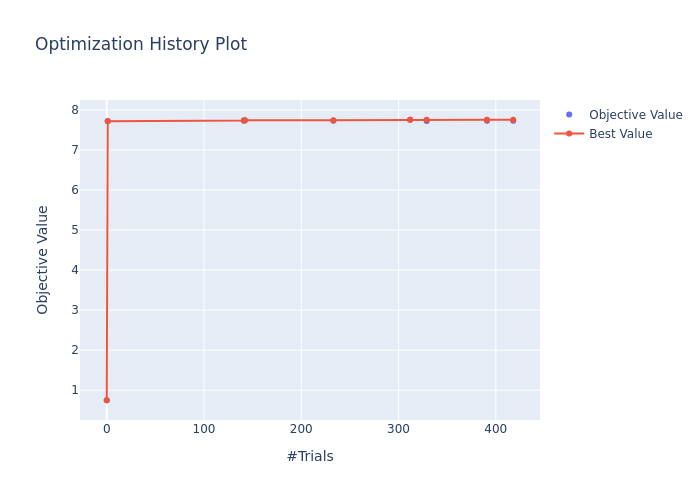 Optimization History Plot
Objective Value
Best Value
8
7
6
5
4
3
2
1
Objective Value
0
100
200
300
400
#Trials